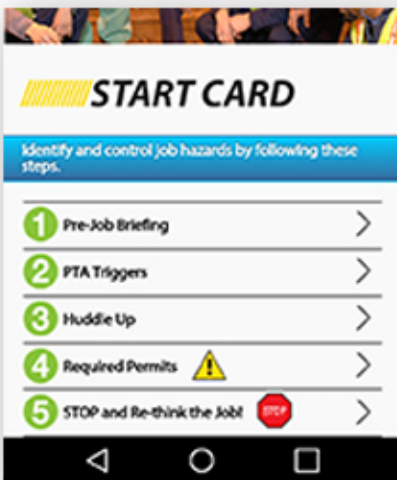 START CARD
Identify and control job hazards by following these
steps.
1 Pre-Job Briefing
2 PTA Triggers
3 Huddle Up
4 Required Permits
5 STOP and Re-think the Job! STOP